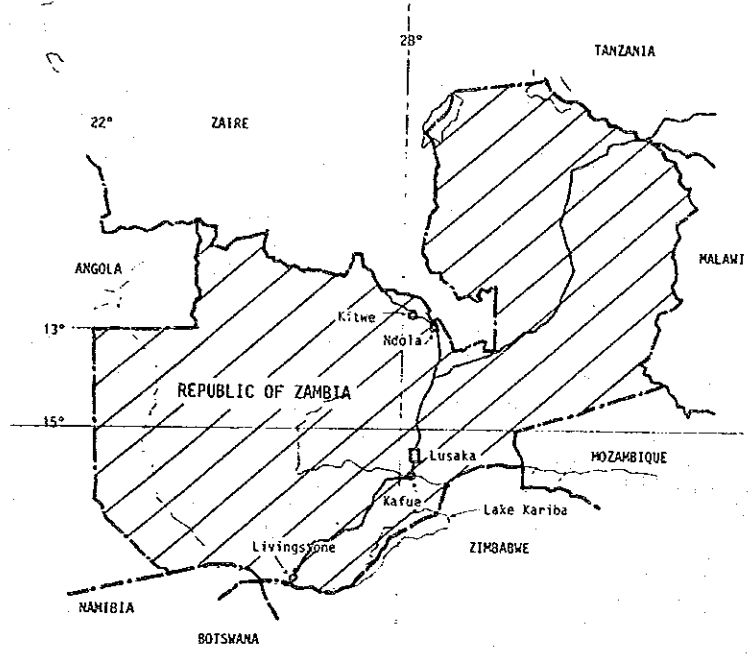 28°
TANZANIA
22°
ZAIRE
ANGOLA
MALAWI
Kitwe
13°
Ndola
REPUBLIC OF ZAMBIA
15°
Lusaka
MOZAMBIQUE
Kafue
Lake Kariba
Livingstone
ZIMBABWE
NAMIBIA
BOTSWANA